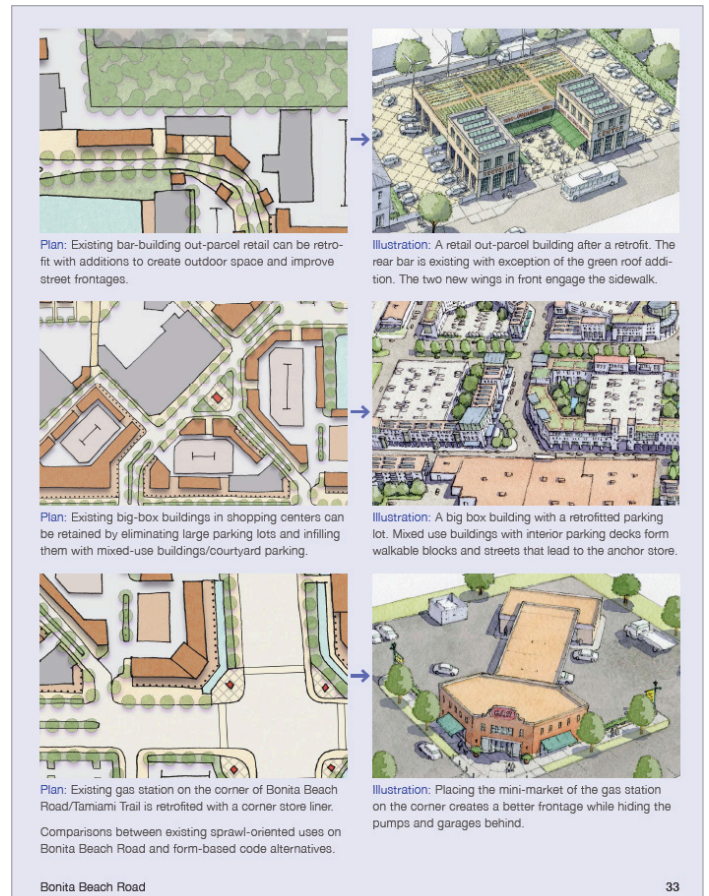 Plan: Existing bar-building out-parcel retail can be retro-
fit with additions to create outdoor space and improve
street frontages.
Illustration: A retail out-parcel building after a retrofit. The
rear bar is existing with exception of the green roof addi-
tion. The two new wings in front engage the sidewalk.
Plan: Existing big-box buildings in shopping centers can
be retained by eliminating large parking lots and infilling
them with mixed-use buildings/courtyard parking.
Illustration: A big box building with a retrofitted parking
lot. Mixed use buildings with interior parking decks form
walkable blocks and streets that lead to the anchor store.
GAS
Plan: Existing gas station on the corner of Bonita Beach
Road/Tamiami Trail is retrofited with a corner store liner.
Comparisons between existing sprawl-oriented uses on
Bonita Beach Road and form-based code alternatives.
Illustration: Placing the mini-market of the gas station
on the corner creates a better frontage while hiding the
pumps and garages behind.
Bonita Beach Road
33